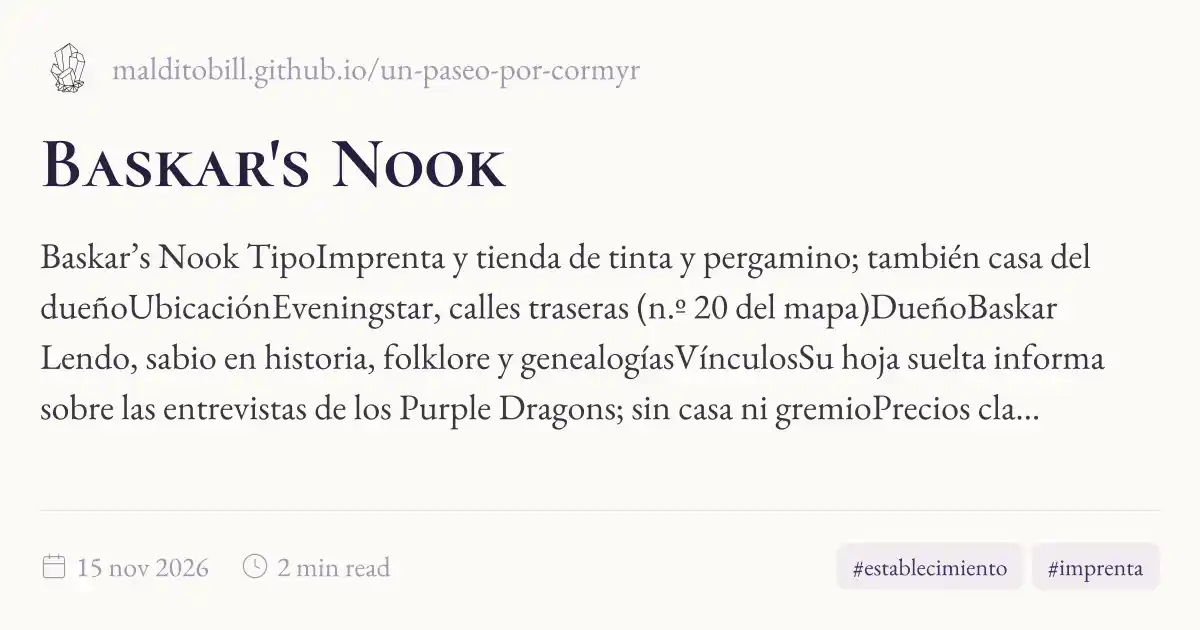 malditobill.github.io/un-paseo-por-cormyr
Baskar's Nook
Baskar’s Nook TipoImprenta y tienda de tinta y pergamino; también casa del
dueñoUbicaciónEveningstar, calles traseras (n.º 20 del mapa)DueñoBaskar
Lendo, sabio en historia, folklore y genealogíasVínculosSu hoja suelta informa
sobre las entrevistas de los Purple Dragons; sin casa ni gremioPrecios cla...
15 nov 2026
2 min read
#establecimiento
#imprenta